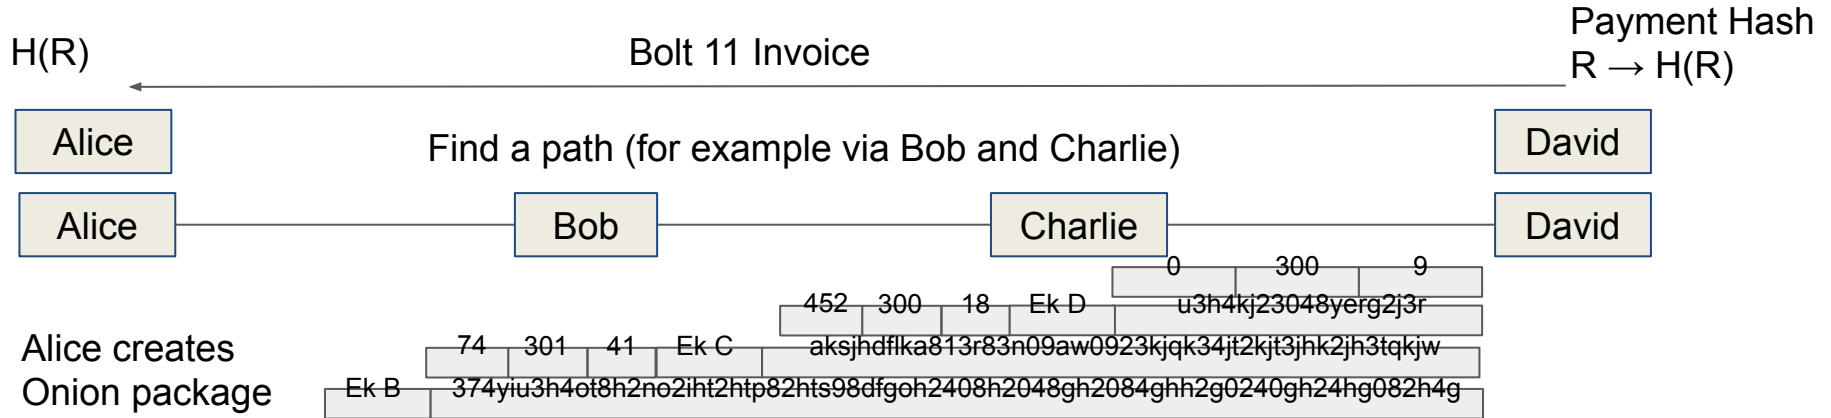 Payment Hash
H(R) Bolt 11 Invoice R → H(R)
Alice Find a path (for example via Bob and Charlie) David
Alice Bob Charlie David
0 300 9
452 300 18 Ek D u3h4kj23048yerg2j3r
Alice creates 74 301 41 Ek C aksjhdflka813r83n09aw0923kjqk34jt2kjt3jhk2jh3tqkjw
Onion package Ek B 374yiu3h4ot8h2no2iht2htp82hts98dfgoh2408h2048gh2084ghh2g0240gh24hg082h4g